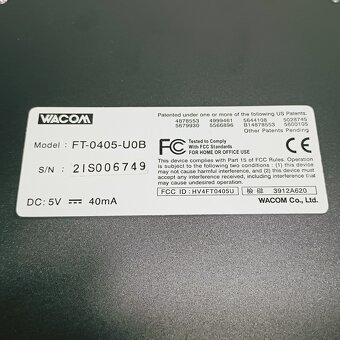 WACOM
Model : FT-0405-U0B
S/N : 2IS006749
DC: 5V ⎓ 40mA
Patented under one or more of the following US Patents.
4878553 4999461 5644108 5028745
5679930 5566896 B14878553 5600105
Other Patents Pending
FC Tested To Comply
With FCC Standards
FOR HOME OR OFFICE USE
CE
This device complies with Part 15 of FCC Rules. Operation
is subject to the following two conditions: (1) this device
may not cause harmful interference, and (2) this device must
accept any interference received, including interference
that may cause undesired operation.
FCC ID : HV4FT0405U 檢磁 3912A620
WACOM Co., Ltd.